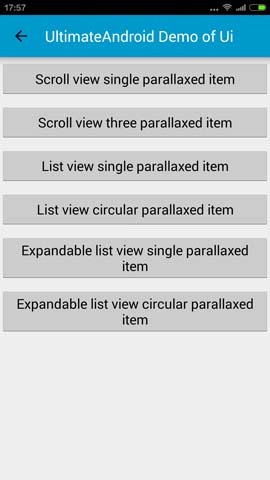 17:57
UltimateAndroid Demo of Ui
Scroll view single parallaxed item
Scroll view three parallaxed item
List view single parallaxed item
List view circular parallaxed item
Expandable list view single parallaxed
item
Expandable list view circular parallaxed
item